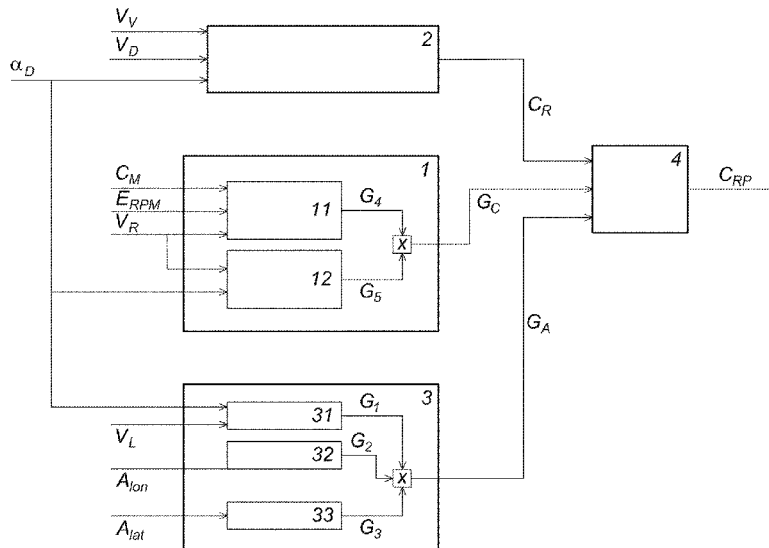 V_V
2
V_D
α_D
C_R
4
C_M
1
C_RP
E_RPM
G_4
G_C
V_R
11
x
12
G_5
G_A
3
G_1
31
V_L
G_2
32
x
A_lon
33
A_lat
G_3